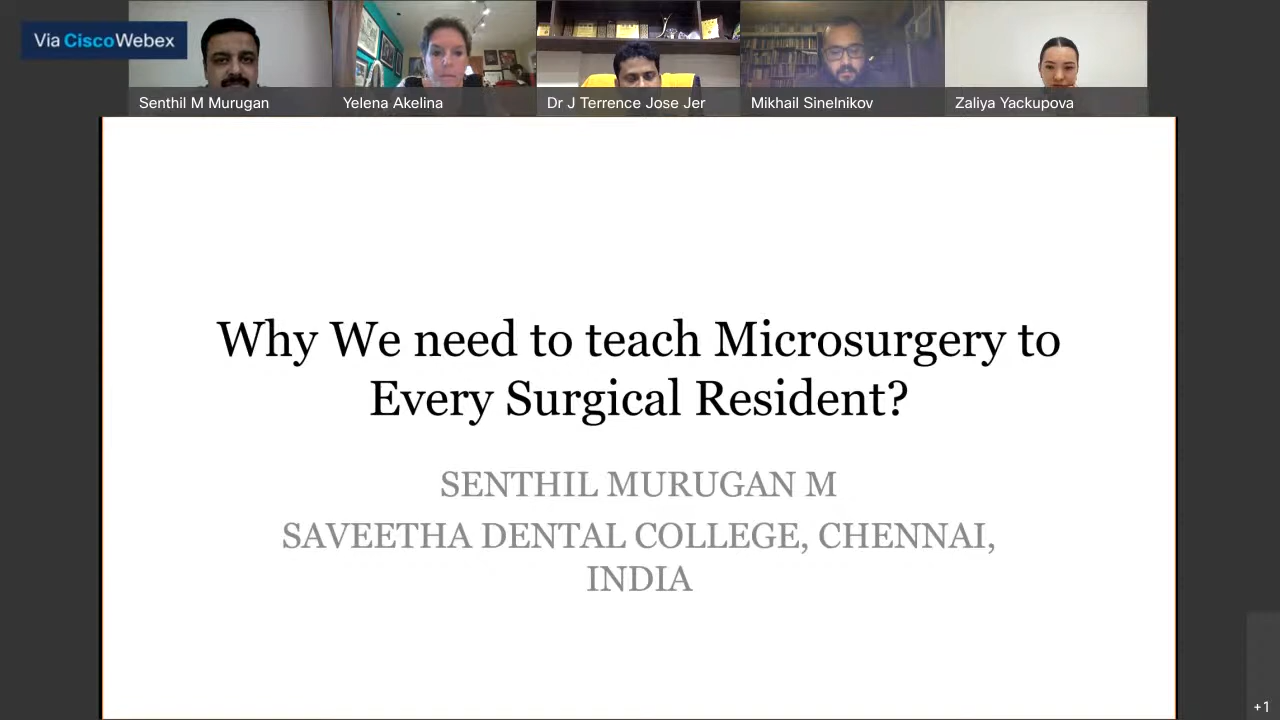 Via CiscoWebex
Senthil M Murugan
Yelena Akelina
Dr J Terrence Jose Jer
Mikhail Sinelnikov
Zaliya Yackupova
Why We need to teach Microsurgery to
Every Surgical Resident?
SENTHIL MURUGAN M
SAVEETHA DENTAL COLLEGE, CHENNAI,
INDIA
+1